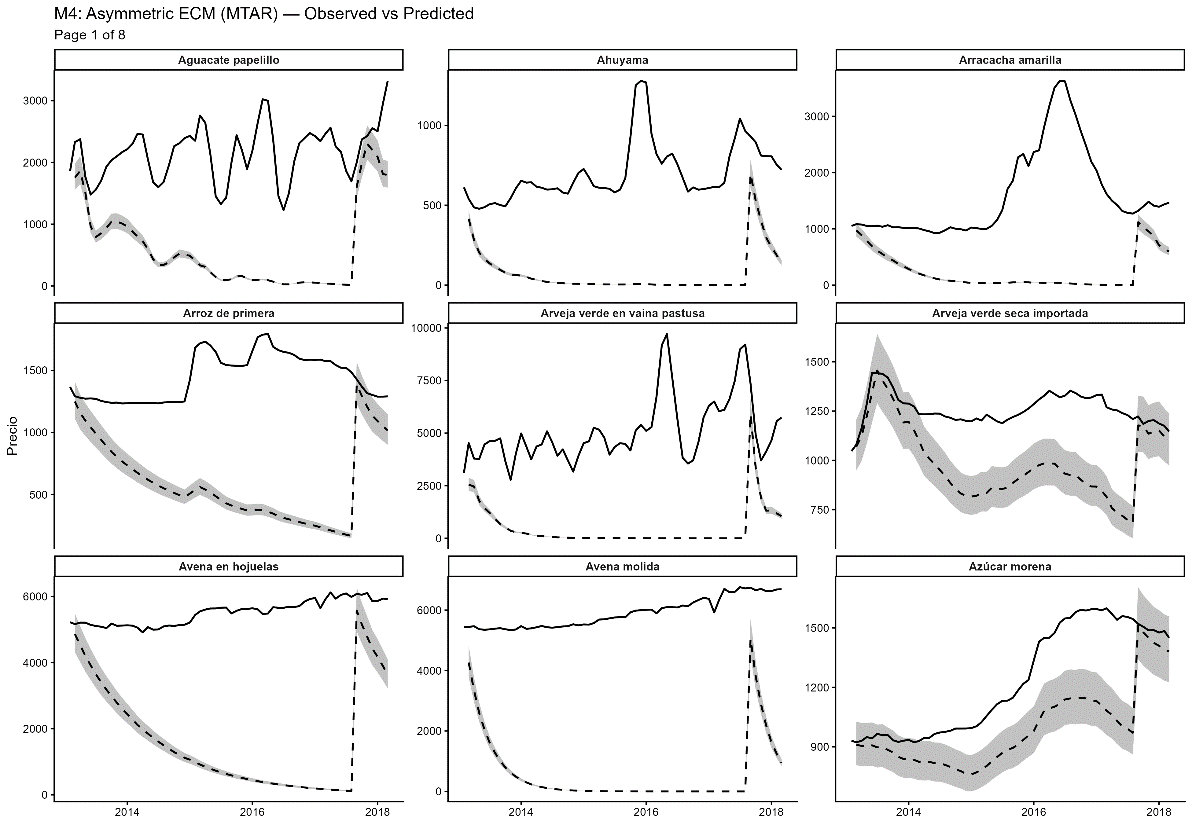 M4: Asymmetric ECM (MTAR) — Observed vs Predicted
Page 1 of 8
Aguacate papelillo
Ahuyama
Arracacha amarilla
3000
2000
1000
0
1000
500
0
3000
2000
1000
0
Arroz de primera
Arveja verde en vaina pastusa
Arveja verde seca importada
Precio
1500
1000
500
10000
7500
5000
2500
0
1500
1250
1000
750
Avena en hojuelas
Avena molida
Azúcar morena
6000
4000
2000
0
6000
4000
2000
0
1500
1200
900
2014 2016 2018
2014 2016 2018
2014 2016 2018